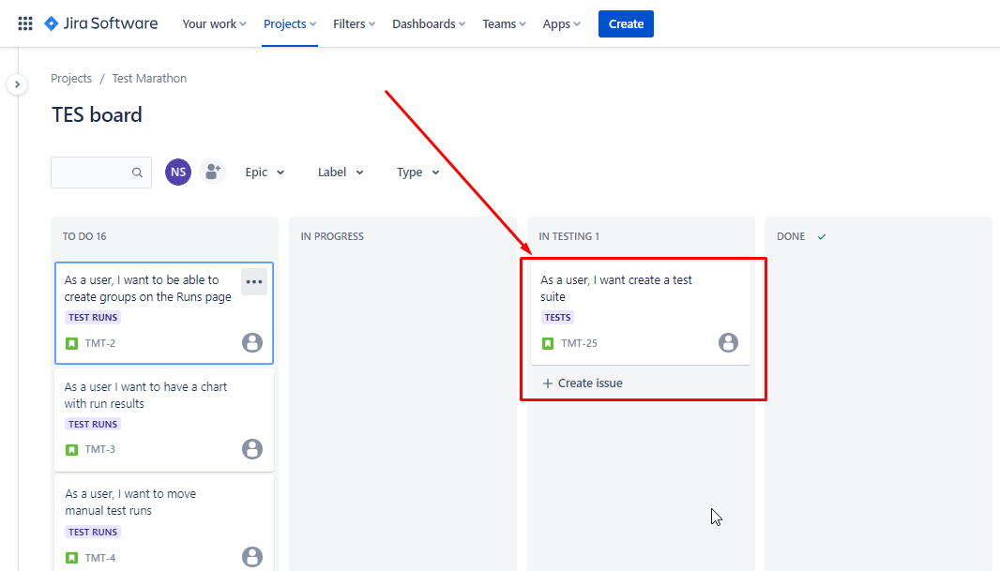 Jira Software Your work Projects Filters Dashboards Teams Apps Create
Projects / Test Marathon
TES board
NS Epic Label Type
TO DO 16
As a user, I want to be able to
create groups on the Runs page
TEST RUNS
TMT-2
As a user I want to have a chart
with run results
TEST RUNS
TMT-3
As a user, I want to move
manual test runs
TEST RUNS
TMT-4
IN PROGRESS
IN TESTING 1
As a user, I want create a test
suite
TESTS
TMT-25
+ Create issue
DONE